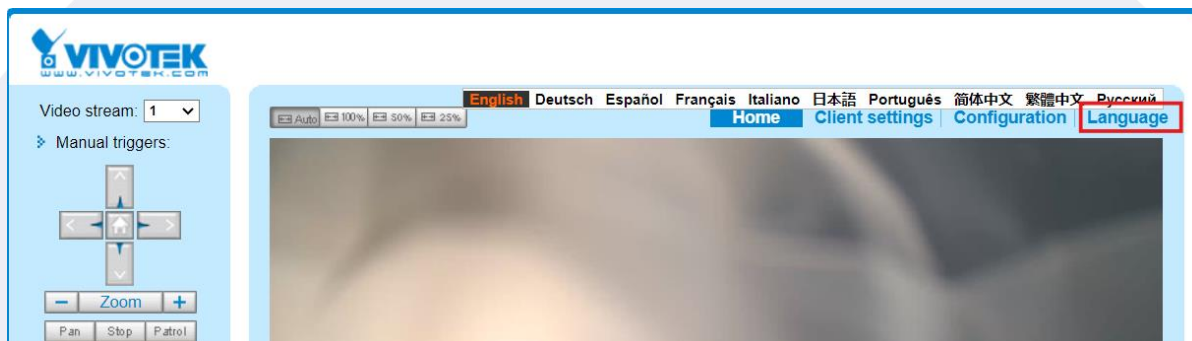 VIVOTEK
www.vivotek.com
Video stream: 1
Manual triggers:
Zoom
Pan Stop Patrol
Auto 100% 50% 25%
English Deutsch Español Français Italiano 日本語 Português 简体中文 繁體中文 Русский
Home Client settings Configuration Language